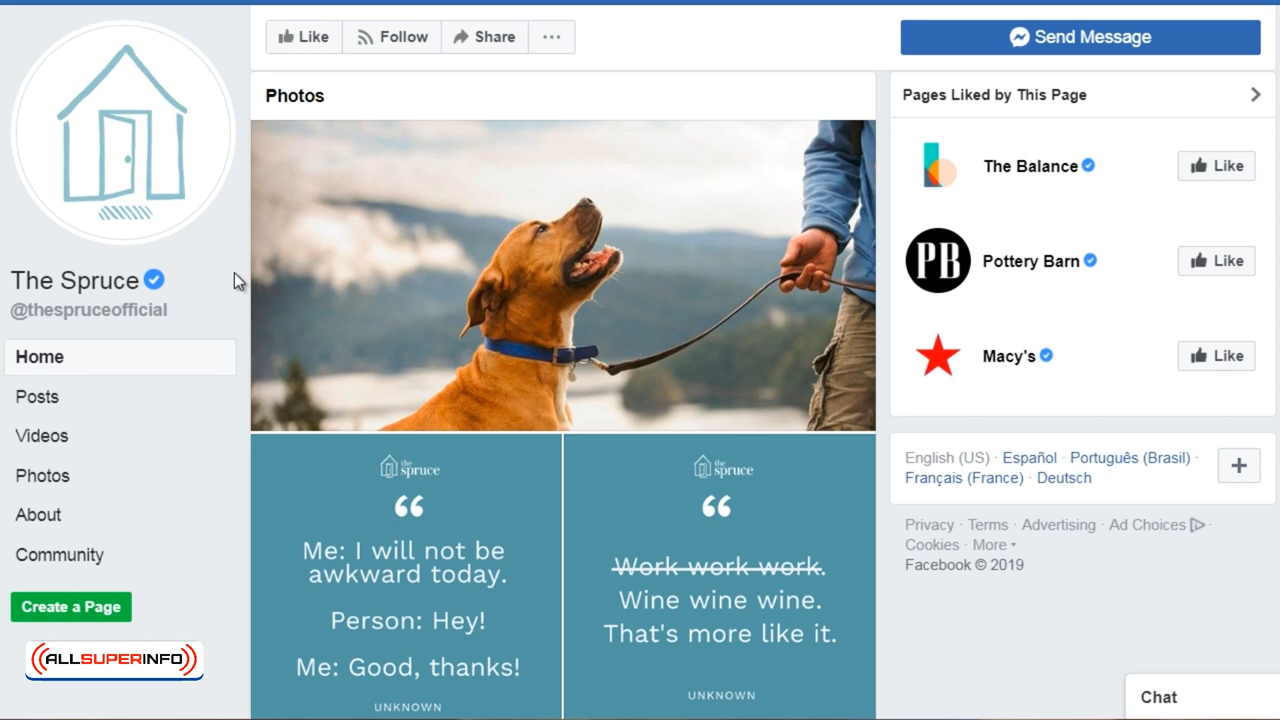 Like
Follow
Share
Send Message
The Spruce
@thespruceofficial
Home
Posts
Videos
Photos
About
Community
Create a Page
((ALLSUPERINFO))
Photos
the spruce
“
Me: I will not be
awkward today.
Person: Hey!
Me: Good, thanks!
UNKNOWN
the spruce
“
Work work work.
Wine wine wine.
That's more like it.
UNKNOWN
Pages Liked by This Page
The Balance
Like
PB
Pottery Barn
Like
Macy's
Like
English (US) · Español · Português (Brasil) ·
Français (France) · Deutsch
Privacy · Terms · Advertising · Ad Choices ·
Cookies · More
Facebook © 2019
Chat